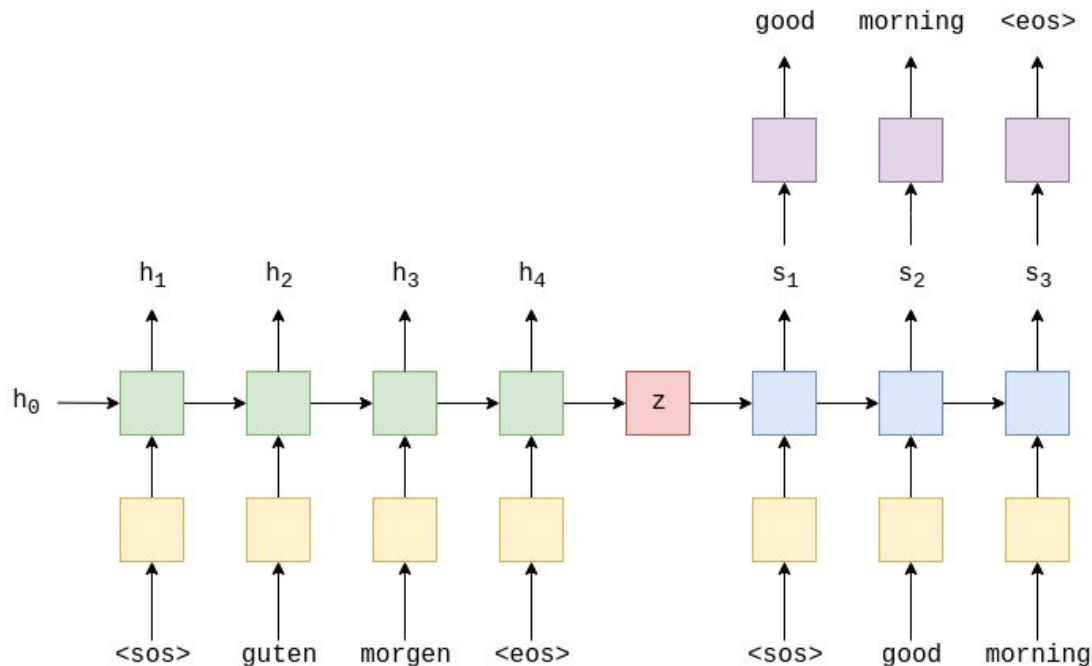 good morning <eos>
h₁ h₂ h₃ h₄ s₁ s₂ s₃
h₀ z
<sos> guten morgen <eos> <sos> good morning